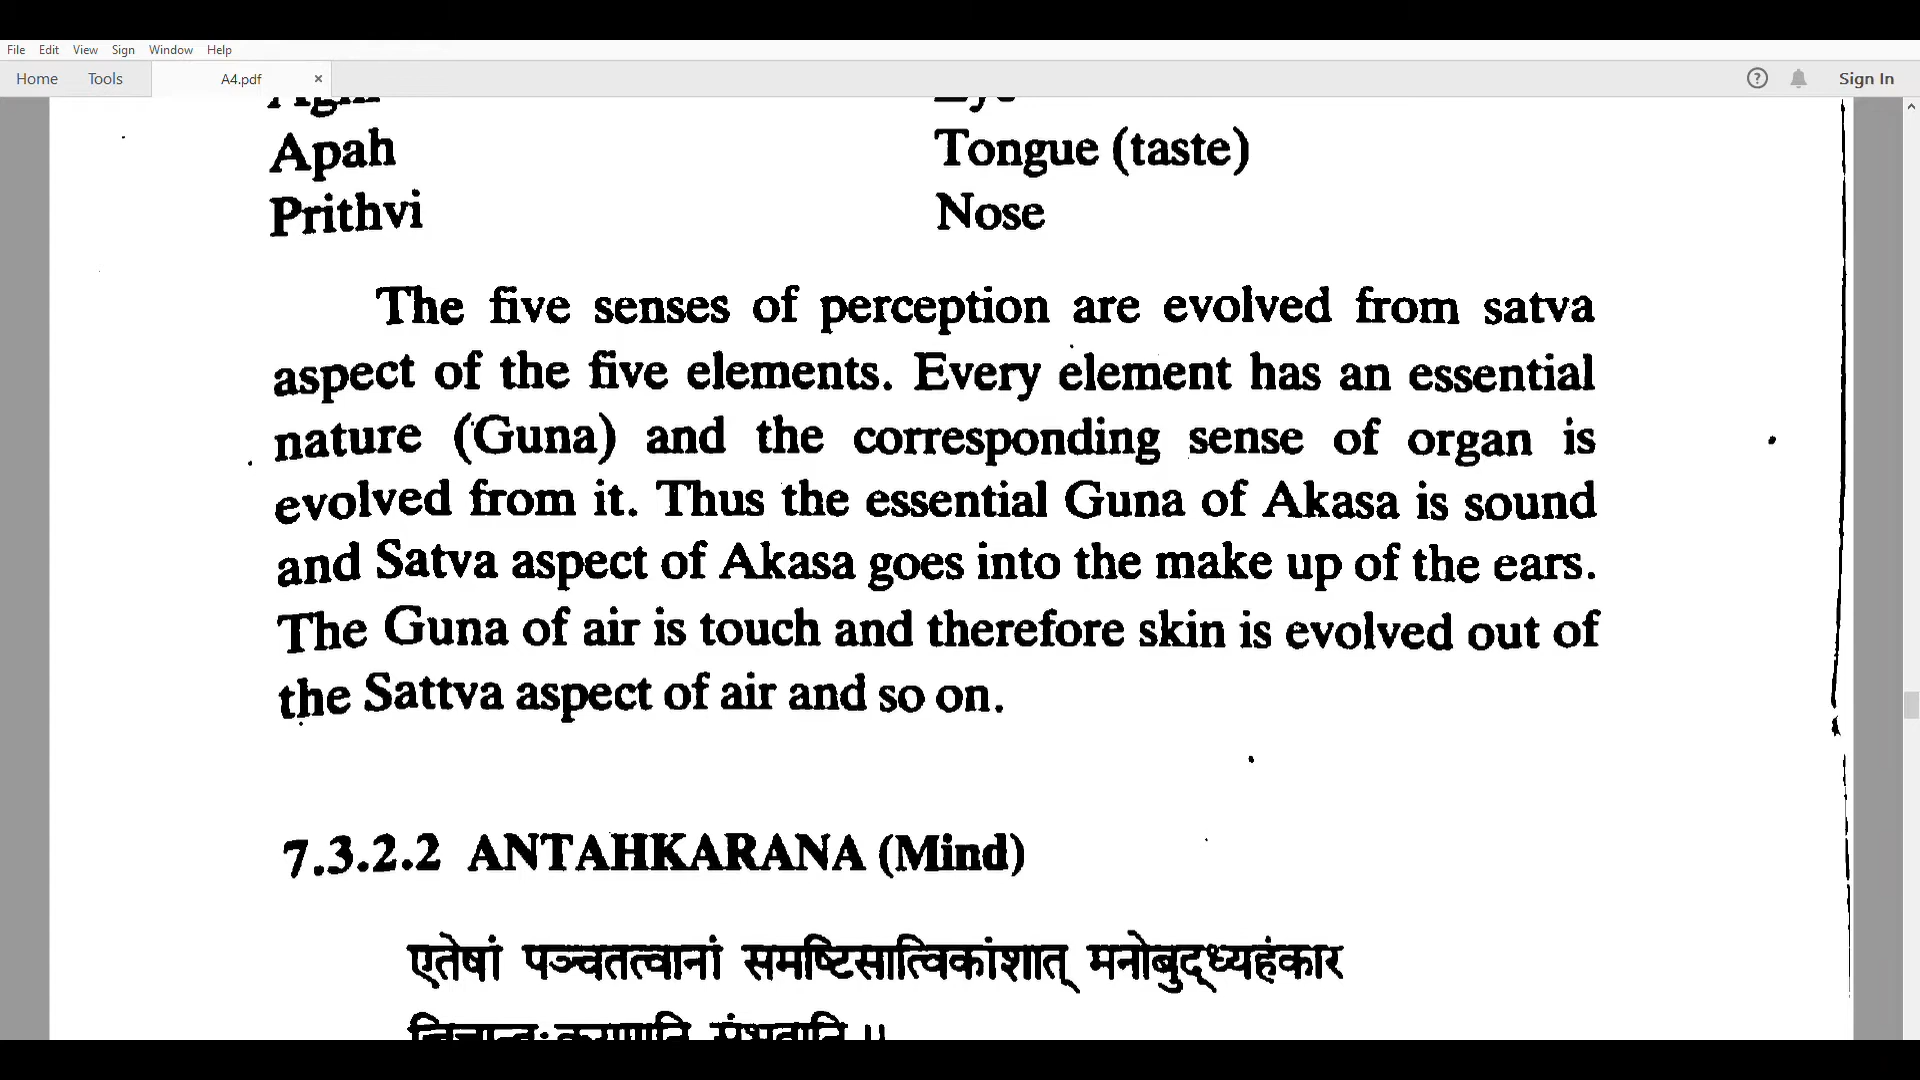 File Edit View Sign Window Help
Home Tools A4.pdf × Sign In
Apah Tongue (taste)
Prithvi Nose
The five senses of perception are evolved from satva
aspect of the five elements. Every element has an essential
nature (Guna) and the corresponding sense of organ is
evolved from it. Thus the essential Guna of Akasa is sound
and Satva aspect of Akasa goes into the make up of the ears.
The Guna of air is touch and therefore skin is evolved out of
the Sattva aspect of air and so on.
7.3.2.2 ANTAHKARANA (Mind)
एतेषां पञ्चतत्वानां समष्टिसात्विकांशात् मनोबुद्ध्यहंकार